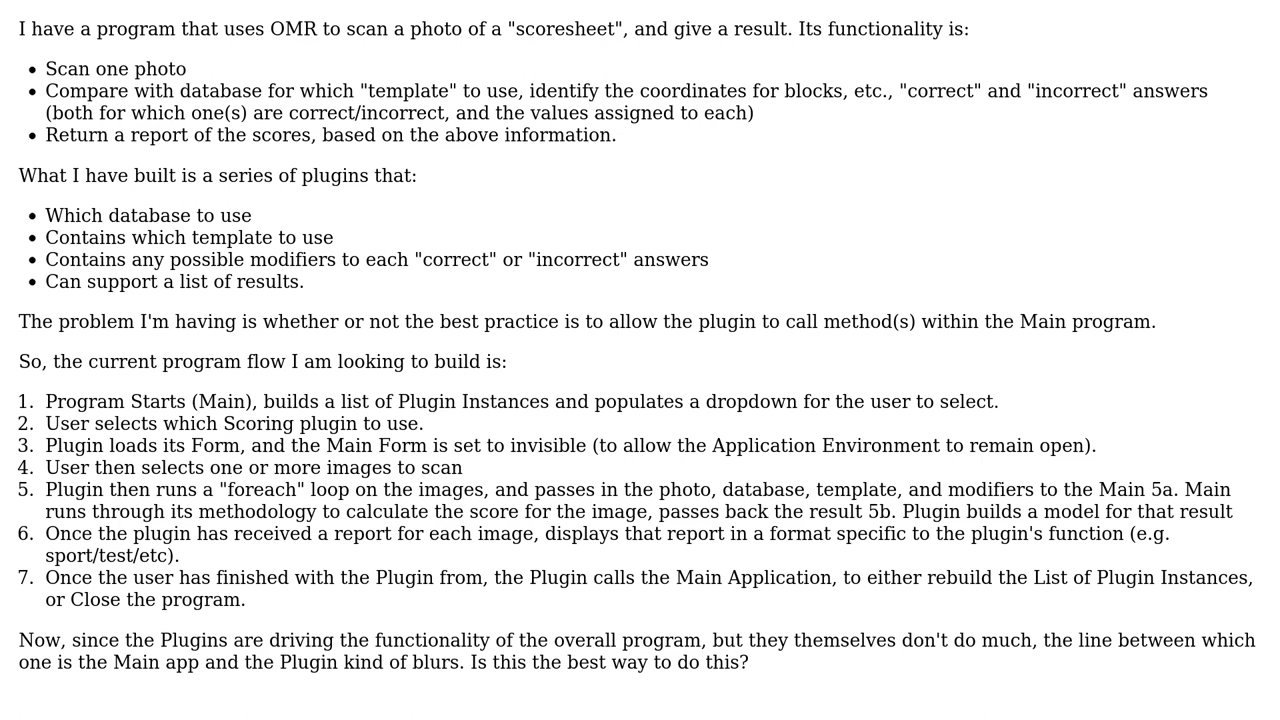 I have a program that uses OMR to scan a photo of a "scoresheet", and give a result. Its functionality is:
• Scan one photo
• Compare with database for which "template" to use, identify the coordinates for blocks, etc., "correct" and "incorrect" answers
(both for which one(s) are correct/incorrect, and the values assigned to each)
• Return a report of the scores, based on the above information.
What I have built is a series of plugins that:
• Which database to use
• Contains which template to use
• Contains any possible modifiers to each "correct" or "incorrect" answers
• Can support a list of results.
The problem I'm having is whether or not the best practice is to allow the plugin to call method(s) within the Main program.
So, the current program flow I am looking to build is:
1. Program Starts (Main), builds a list of Plugin Instances and populates a dropdown for the user to select.
2. User selects which Scoring plugin to use.
3. Plugin loads its Form, and the Main Form is set to invisible (to allow the Application Environment to remain open).
4. User then selects one or more images to scan
5. Plugin then runs a "foreach" loop on the images, and passes in the photo, database, template, and modifiers to the Main 5a. Main
runs through its methodology to calculate the score for the image, passes back the result 5b. Plugin builds a model for that result
6. Once the plugin has received a report for each image, displays that report in a format specific to the plugin's function (e.g.
sport/test/etc).
7. Once the user has finished with the Plugin from, the Plugin calls the Main Application, to either rebuild the List of Plugin Instances,
or Close the program.
Now, since the Plugins are driving the functionality of the overall program, but they themselves don't do much, the line between which
one is the Main app and the Plugin kind of blurs. Is this the best way to do this?